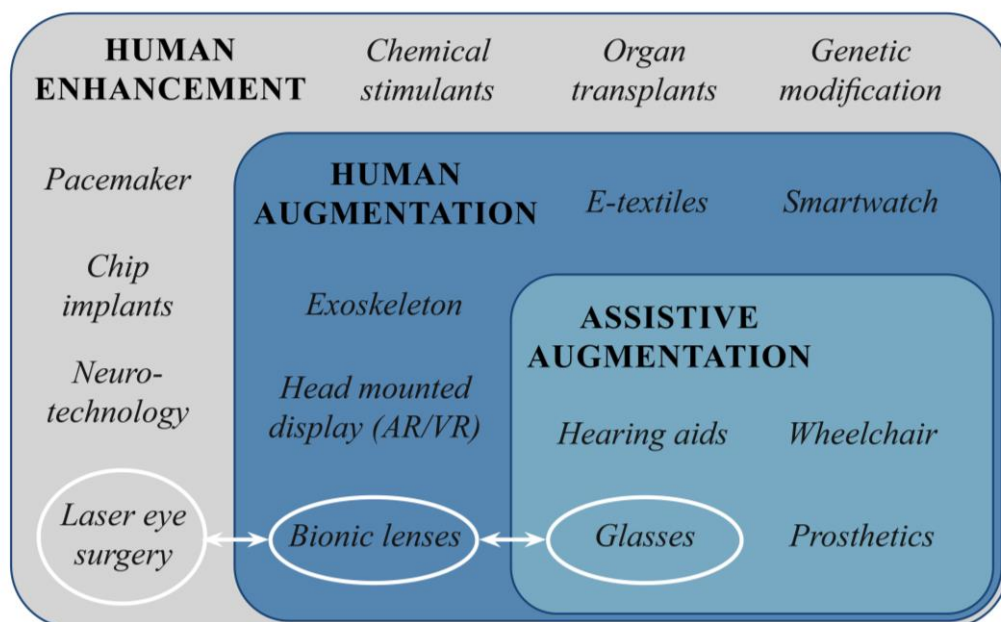 HUMAN
ENHANCEMENT
Chemical
stimulants
Organ
transplants
Genetic
modification
Pacemaker
HUMAN
AUGMENTATION
E-textiles
Smartwatch
Chip
implants
Exoskeleton
ASSISTIVE
AUGMENTATION
Neuro-
technology
Head mounted
display (AR/VR)
Hearing aids
Wheelchair
Laser eye
surgery
Bionic lenses
Glasses
Prosthetics